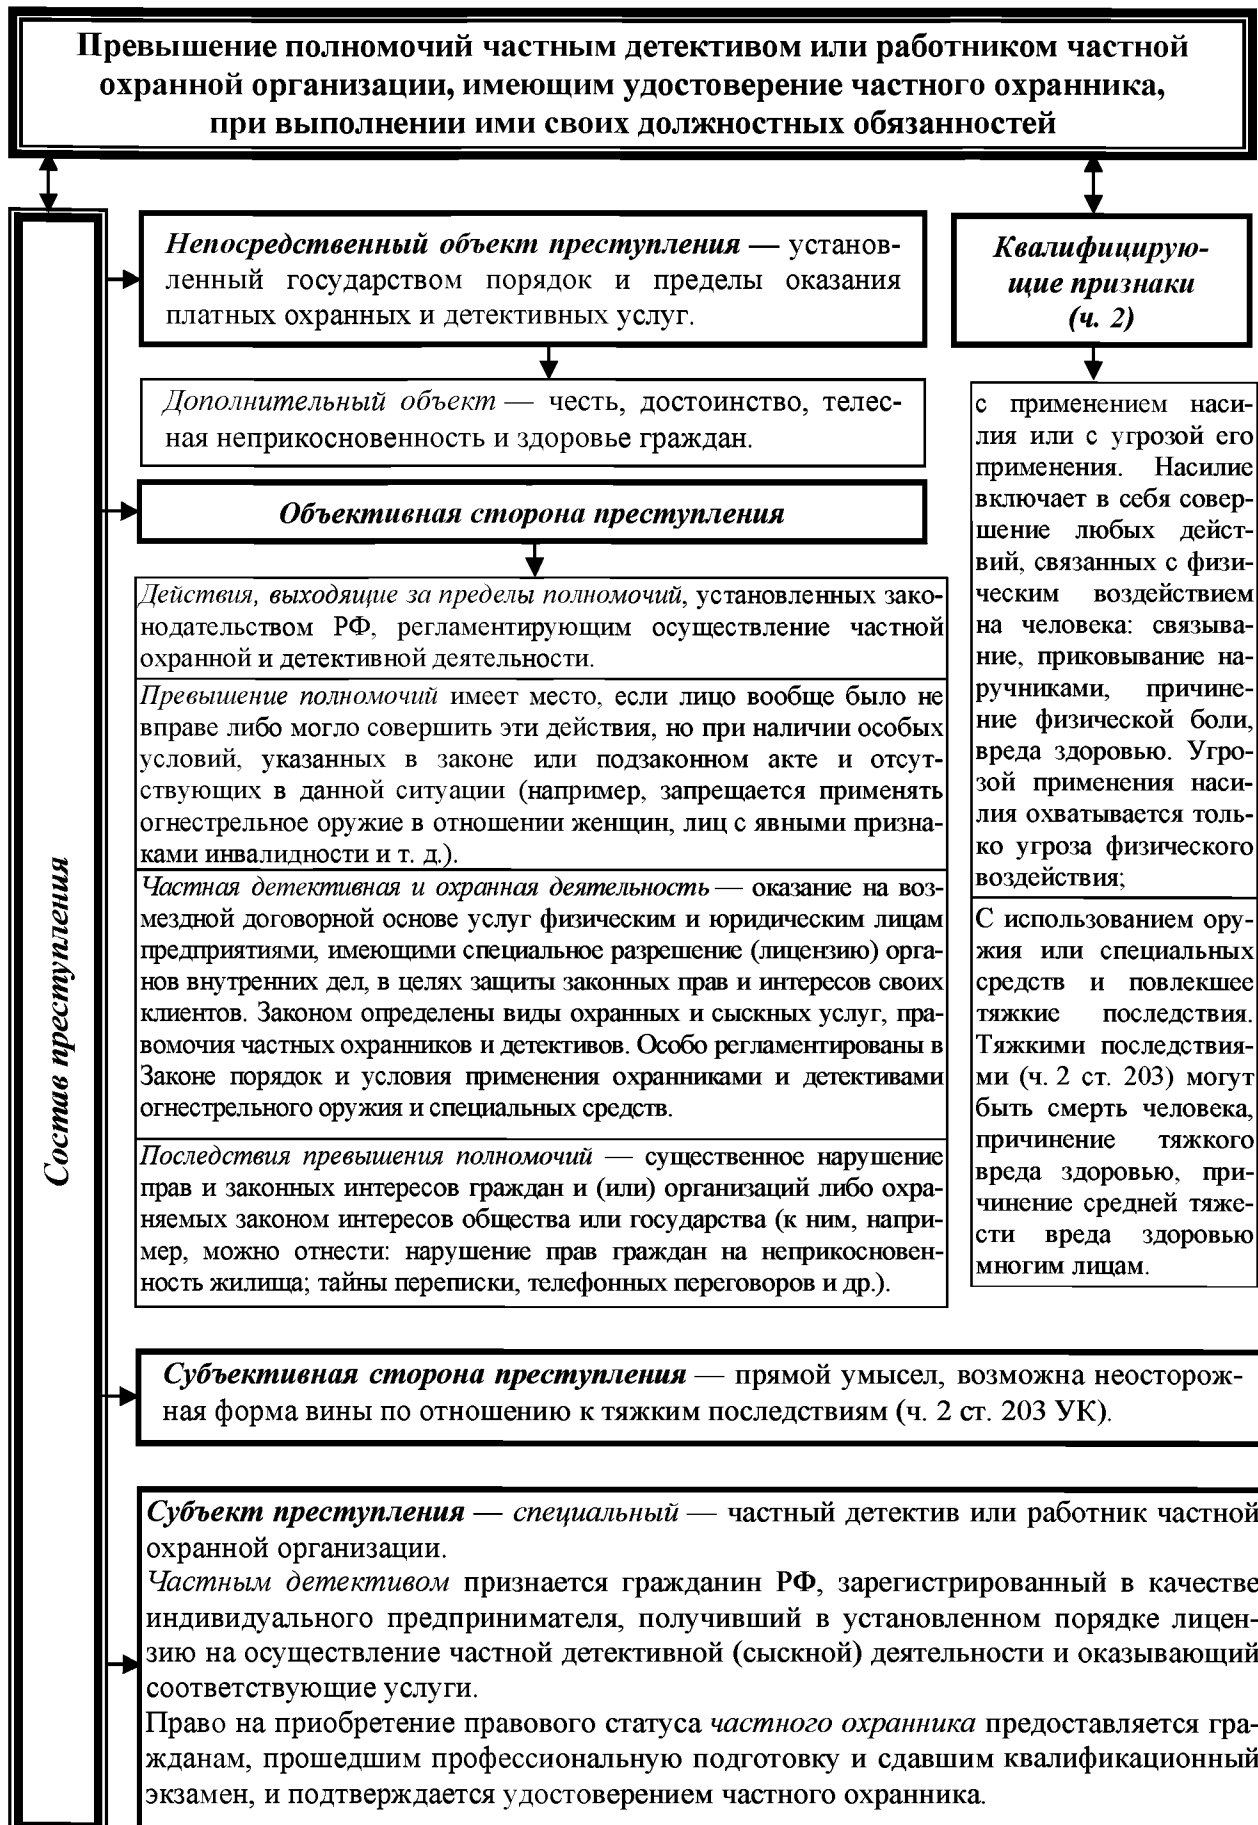 Превышение полномочий частным детективом или работником частной
охранной организации, имеющим удостоверение частного охранника,
при выполнении ими своих должностных обязанностей
Состав преступления
Непосредственный объект преступления — установ-
ленный государством порядок и пределы оказания
платных охранных и детективных услуг.
Дополнительный объект — честь, достоинство, телес-
ная неприкосновенность и здоровье граждан.
Объективная сторона преступления
Действия, выходящие за пределы полномочий, установленных зако-
нодательством РФ, регламентирующим осуществление частной
охранной и детективной деятельности.
Превышение полномочий имеет место, если лицо вообще было не
вправе либо могло совершить эти действия, но при наличии особых
условий, указанных в законе или подзаконном акте и отсут-
ствующих в данной ситуации (например, запрещается применять
огнестрельное оружие в отношении женщин, лиц с явными призна-
ками инвалидности и т. д.).
Частная детективная и охранная деятельность — оказание на воз-
мездной договорной основе услуг физическим и юридическим лицам
предприятиями, имеющими специальное разрешение (лицензию) орга-
нов внутренних дел, в целях защиты законных прав и интересов своих
клиентов. Законом определены виды охранных и сыскных услуг, пра-
вомочия частных охранников и детективов. Особо регламентированы в
Законе порядок и условия применения охранниками и детективами
огнестрельного оружия и специальных средств.
Последствия превышения полномочий — существенное нарушение
прав и законных интересов граждан и (или) организаций либо охра-
няемых законом интересов общества или государства (к ним, напри-
мер, можно отнести: нарушение прав граждан на неприкосновен-
ность жилища; тайны переписки, телефонных переговоров и др.).
Квалифицирую-
щие признаки
(ч. 2)
с применением наси-
лия или с угрозой его
применения. Насилие
включает в себя совер-
шение любых дейст-
вий, связанных с физи-
ческим воздействием
на человека: связыва-
ние, приковывание на-
ручниками, причине-
ние физической боли,
вреда здоровью. Угро-
зой применения наси-
лия охватывается толь-
ко угроза физического
воздействия;
С использованием ору-
жия или специальных
средств и повлекшее
тяжкие последствия.
Тяжкими последствия-
ми (ч. 2 ст. 203) могут
быть смерть человека,
причинение тяжкого
вреда здоровью, при-
чинение средней тяже-
сти вреда здоровью
многим лицам.
Субъективная сторона преступления — прямой умысел, возможна неосторож-
ная форма вины по отношению к тяжким последствиям (ч. 2 ст. 203 УК).
Субъект преступления — специальный — частный детектив или работник частной
охранной организации.
Частным детективом признается гражданин РФ, зарегистрированный в качестве
индивидуального предпринимателя, получивший в установленном порядке лицен-
зию на осуществление частной детективной (сыскной) деятельности и оказывающий
соответствующие услуги.
Право на приобретение правового статуса частного охранника предоставляется гра-
жданам, прошедшим профессиональную подготовку и сдавшим квалификационный
экзамен, и подтверждается удостоверением частного охранника.